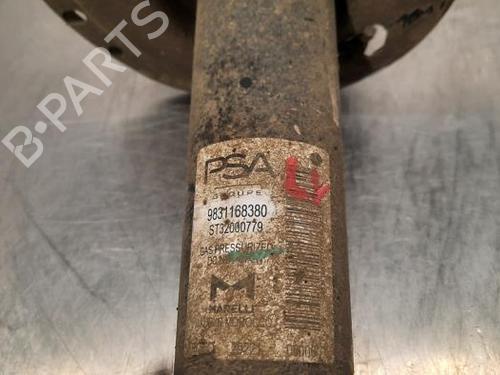 B-PARTS
PSA
GROUPE
9831168380
ST32000779
GAS PRESSURIZED
MARELLI